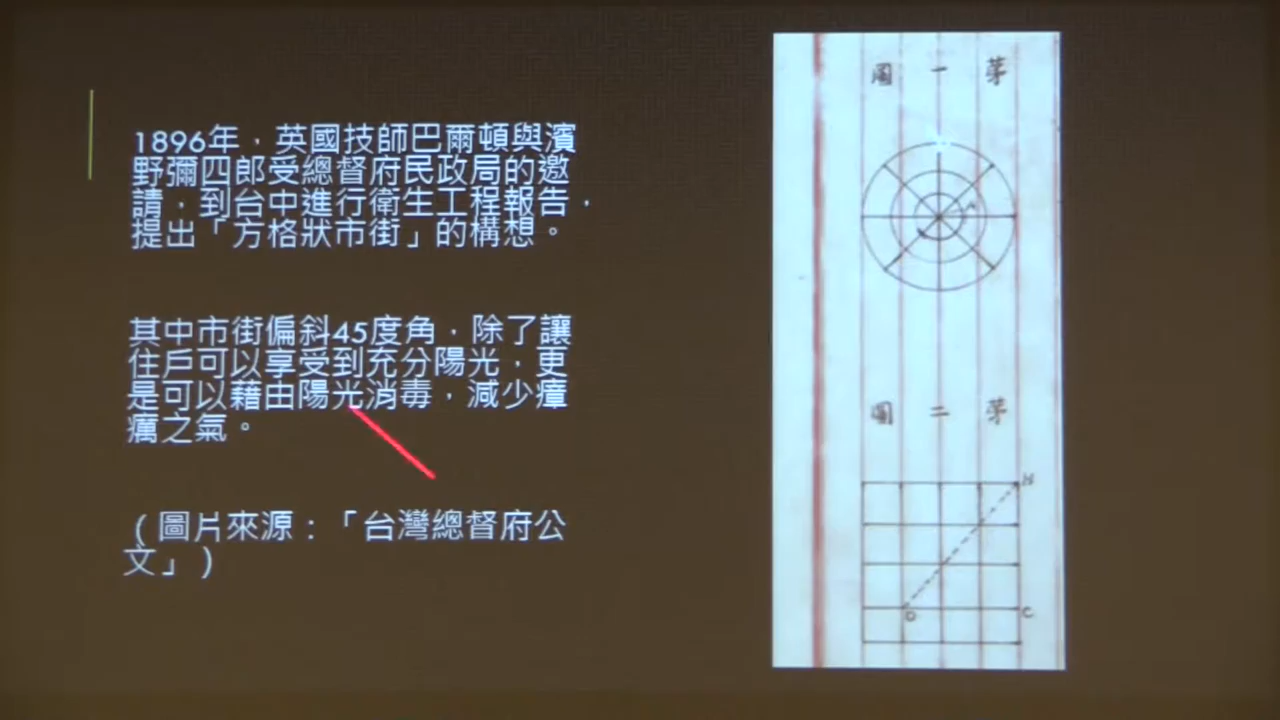 1896年，英國技師巴爾頓與濱
野彌四郎受總督府民政局的邀
請，到台中進行衛生工程報告，
提出「方格狀市街」的構想。
其中市街偏斜45度角，除了讓
住戶可以享受到充分陽光，更
是可以藉由陽光消毒，減少瘴
癘之氣。
（圖片來源：「台灣總督府公
文」）
圖一第
圖二第
H
D
C